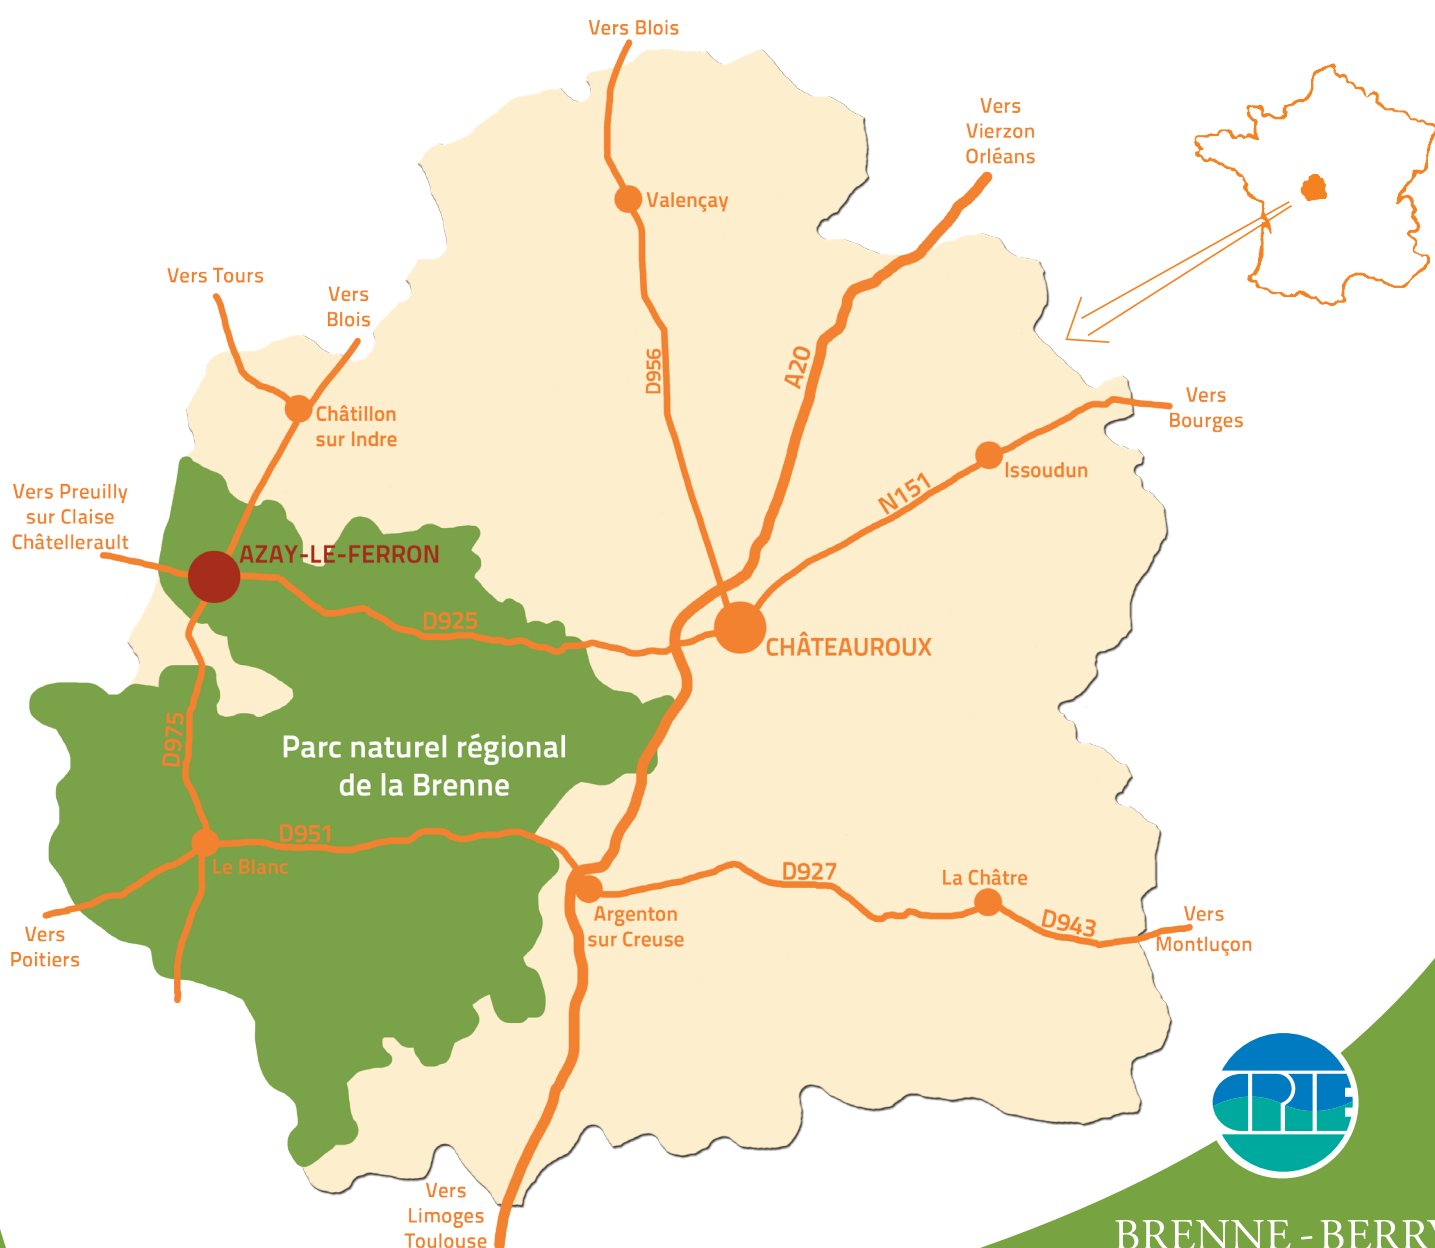 Vers Blois
Vers
Vierzon
Orléans
Valençay
Vers Tours
Vers
Blois
D956
A20
Châtillon
sur Indre
Vers
Bourges
Issoudun
N151
Vers Preuilly
sur Claise
Châtellerault
AZAY-LE-FERRON
D925
CHÂTEAUROUX
D975
Parc naturel régional
de la Brenne
D951
Le Blanc
D927
La Châtre
Argenton
sur Creuse
D943
Vers
Montluçon
Vers
Poitiers
CPIE
Vers
Limoges
Toulouse
BRENNE - BERRY